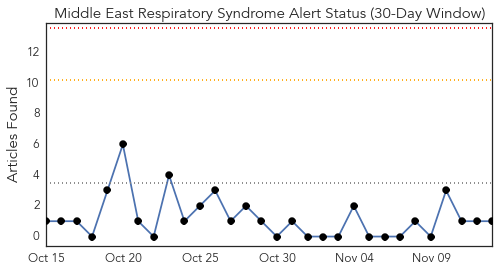 Middle East Respiratory Syndrome Alert Status (30-Day Window)
Articles Found
12
10
8
6
4
2
0
Oct 15 Oct 20 Oct 25 Oct 30 Nov 04 Nov 09